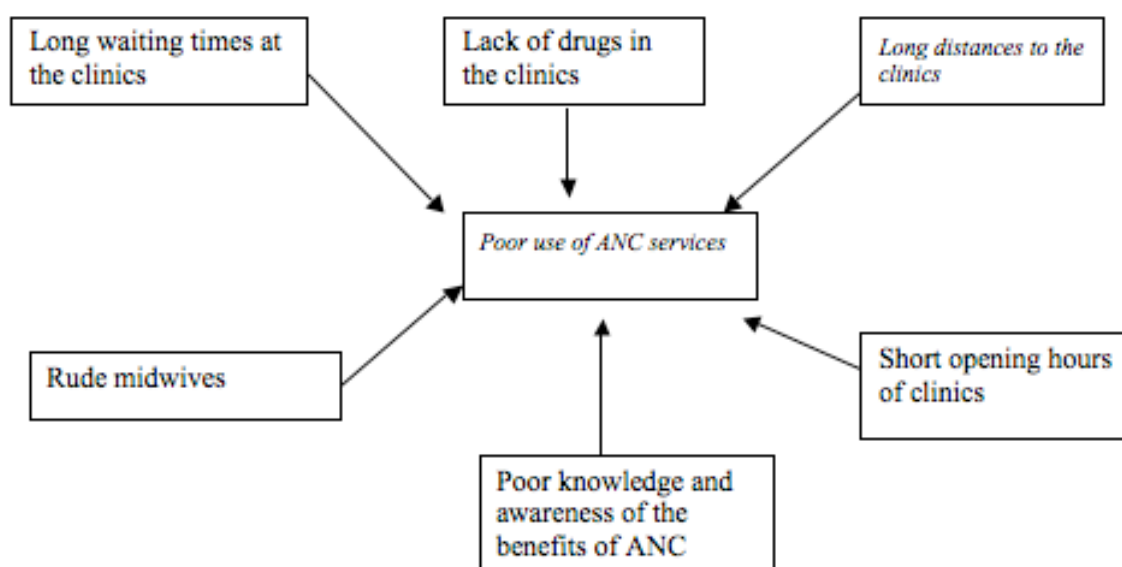 Long waiting times at
the clinics
Lack of drugs in
the clinics
Long distances to the
clinics
Poor use of ANC services
Rude midwives
Short opening hours
of clinics
Poor knowledge and
awareness of the
benefits of ANC